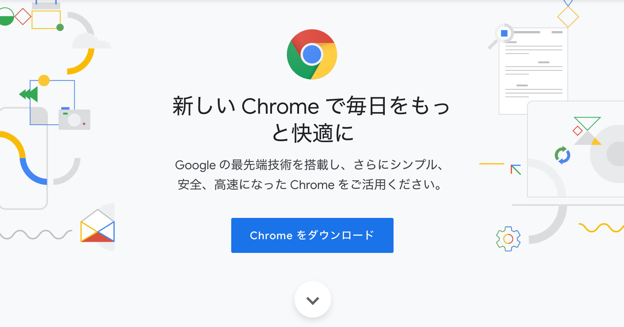 新しい Chrome で毎日をもっ
と快適に
Google の最先端技術を搭載し、さらにシンプル、
安全、高速になった Chrome をご活用ください。
Chrome をダウンロード